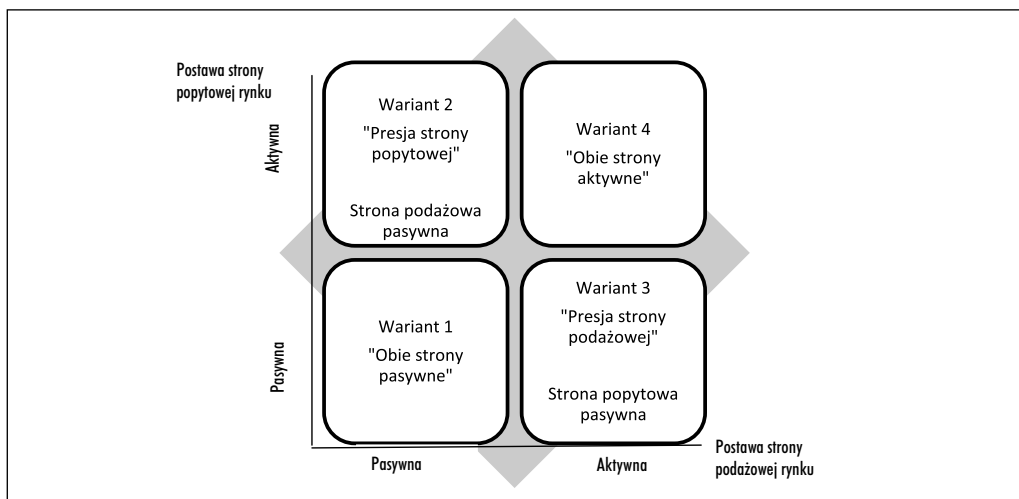 Postawa strony
popytowej rynku
Aktywna
Wariant 2
"Presja strony
popytowej"
Strona podażowa
pasywna
Wariant 4
"Obie strony
aktywne"
Pasywna
Wariant 1
"Obie strony
pasywne"
Wariant 3
"Presja strony
podażowej"
Strona popytowa
pasywna
Pasywna
Aktywna
Postawa strony
podażowej rynku